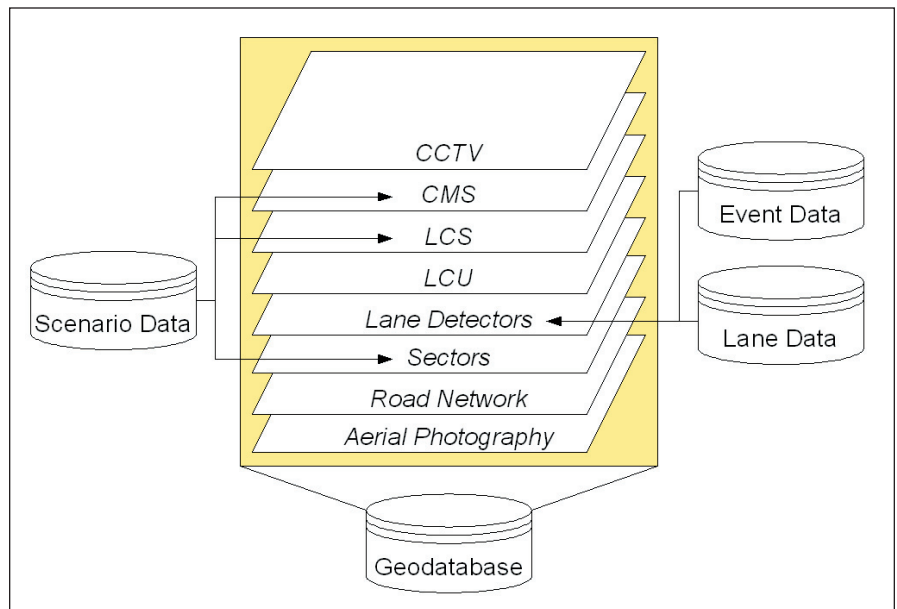 CCTV
CMS
LCS
LCU
Lane Detectors
Sectors
Road Network
Aerial Photography
Scenario Data
Event Data
Lane Data
Geodatabase